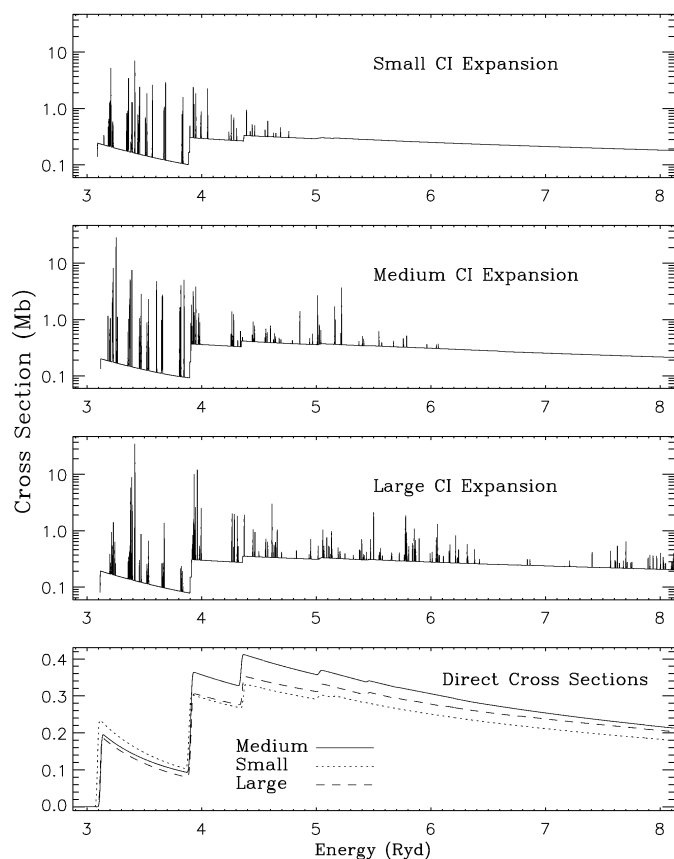 Cross Section (Mb)
Small CI Expansion
10
1.0
0.1
3 4 5 6 7 8
Medium CI Expansion
10
1.0
0.1
3 4 5 6 7 8
Large CI Expansion
10
1.0
0.1
3 4 5 6 7 8
Direct Cross Sections
0.4
0.3
0.2
0.1
0.0
Medium
Small
Large
3 4 5 6 7 8
Energy (Ryd)